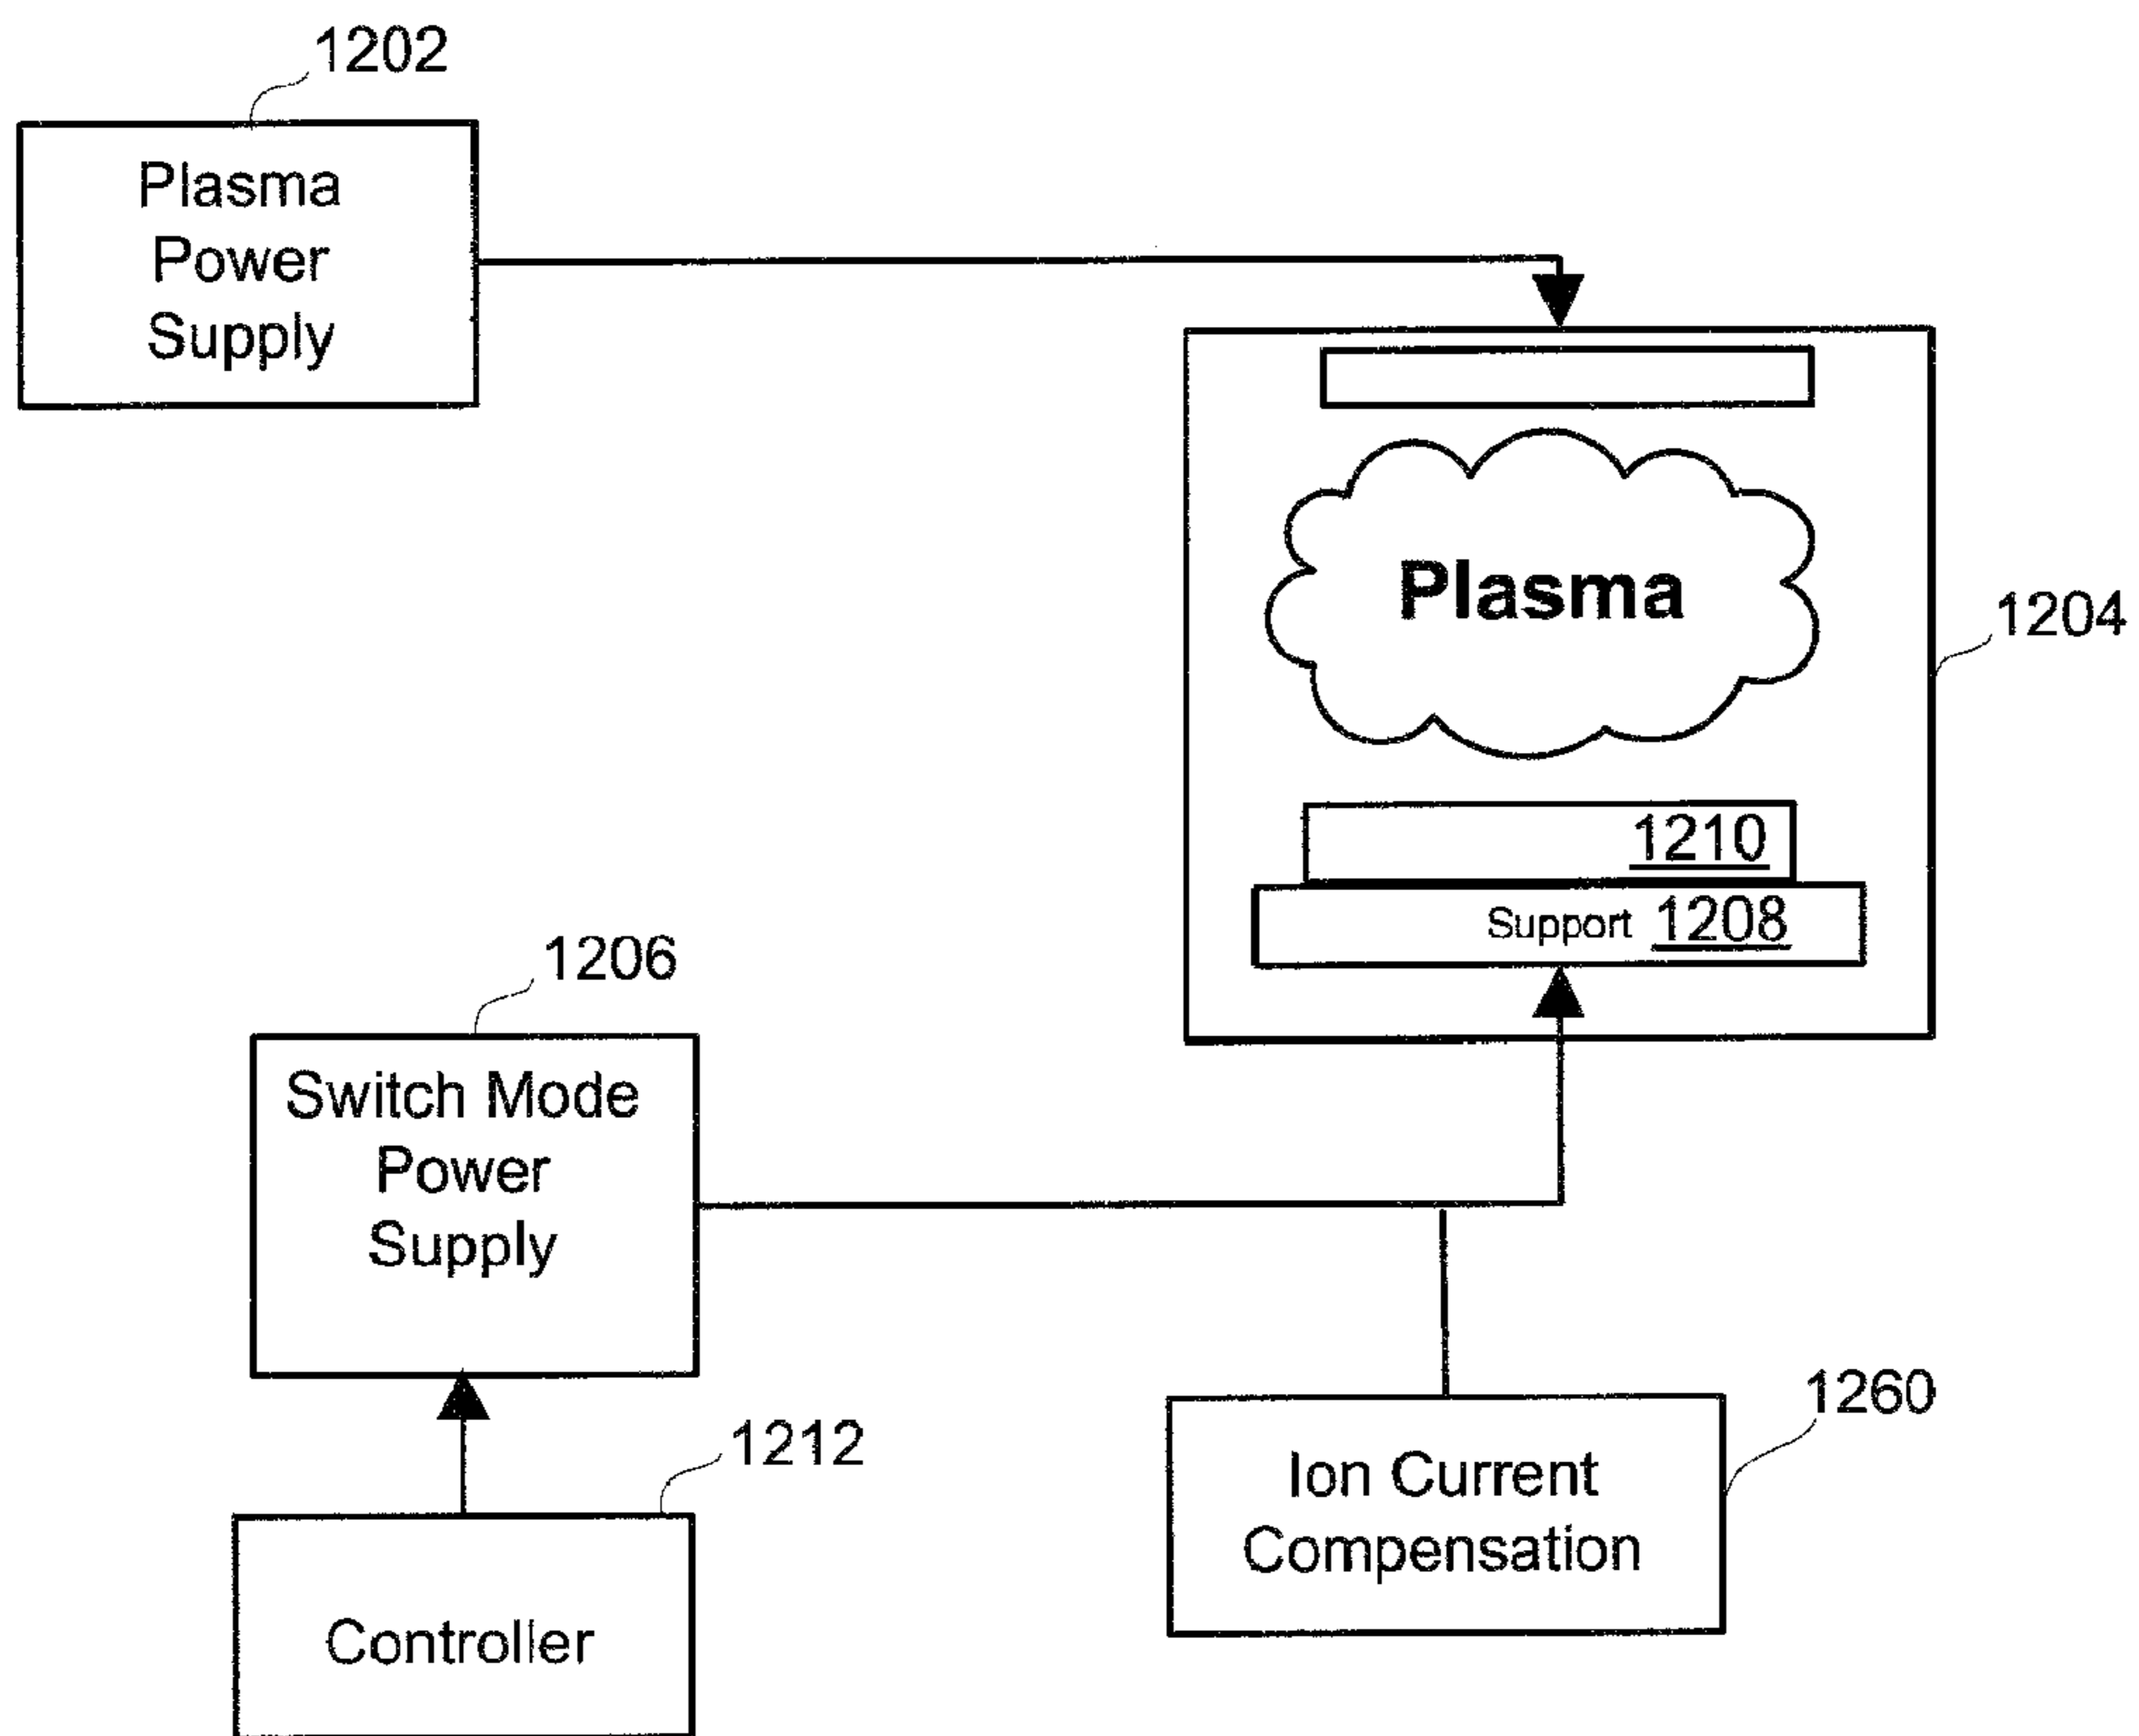 1202
Plasma
Power
Supply
Plasma
1204
1210
Support 1208
1206
Switch Mode
Power
Supply
1212
Controller
1260
Ion Current
Compensation